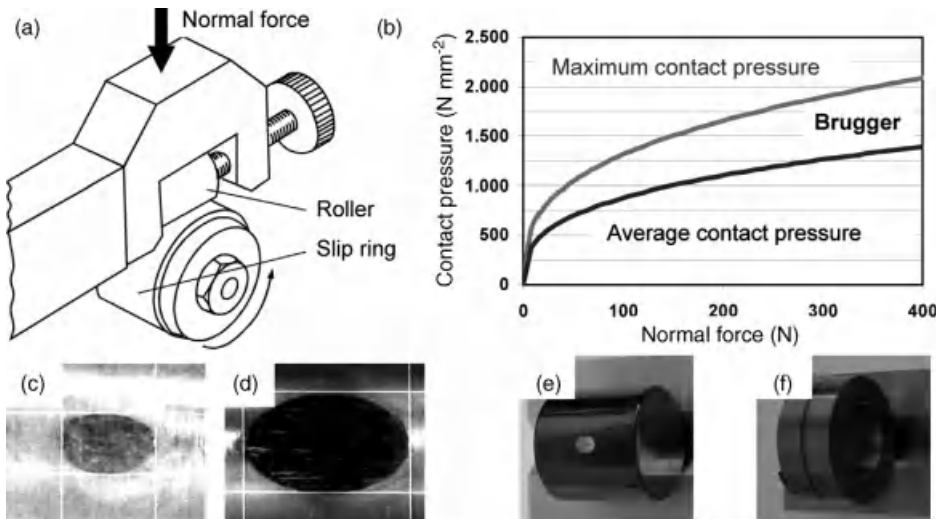 (a)
Normal force
Roller
Slip ring
(b)
Contact pressure (N mm-2)
2.500
2.000
1.500
1.000
500
0
Maximum contact pressure
Brugger
Average contact pressure
0 100 200 300 400
Normal force (N)
(c)
(d)
(e)
(f)